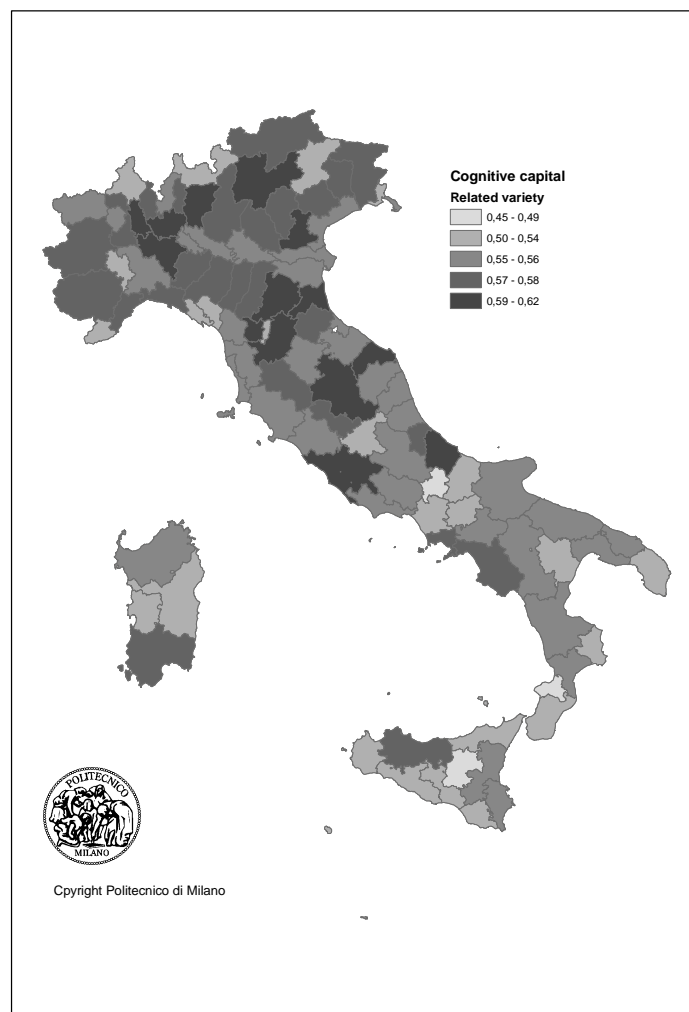 Cognitive capital
Related variety
0,45 - 0,49
0,50 - 0,54
0,55 - 0,56
0,57 - 0,58
0,59 - 0,62
POLITECNICO
MILANO
Cpyright Politecnico di Milano